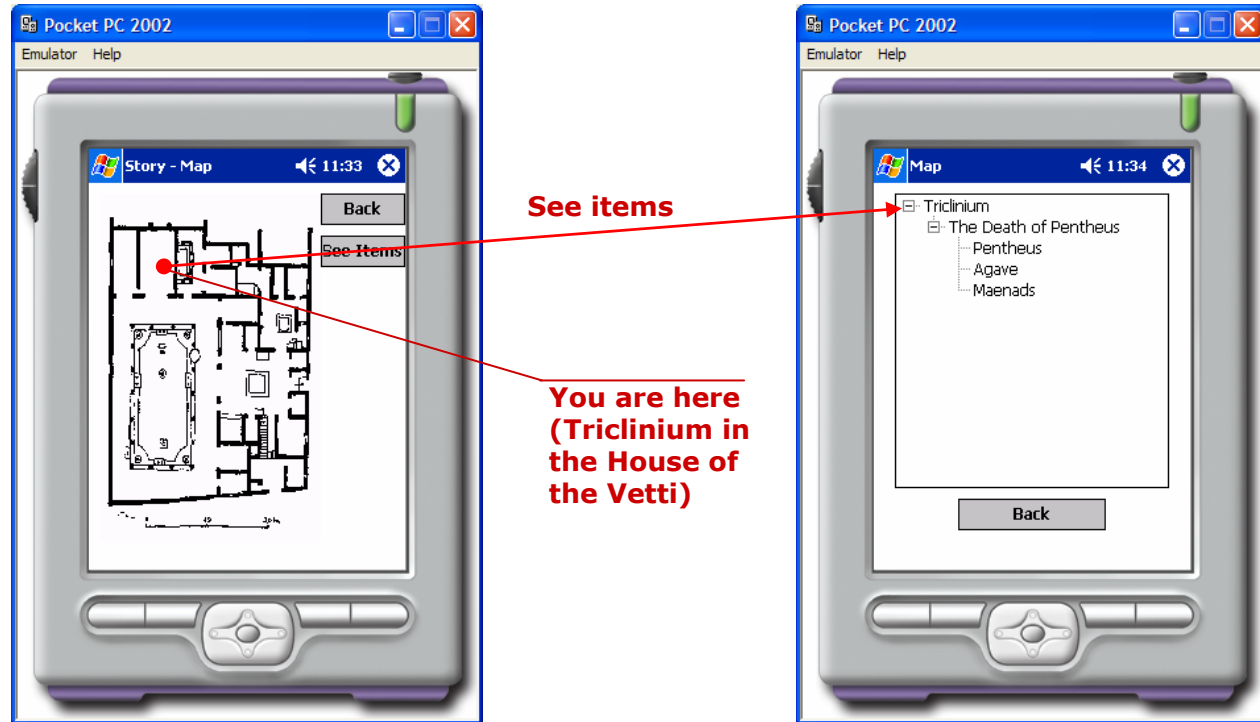 Pocket PC 2002
Emulator Help
Story - Map 11:33
Back
See Items
See items
You are here
(Triclinium in
the House of
the Vetti)
Pocket PC 2002
Emulator Help
Map 11:34
Triclinium
The Death of Pentheus
Pentheus
Agave
Maenads
Back